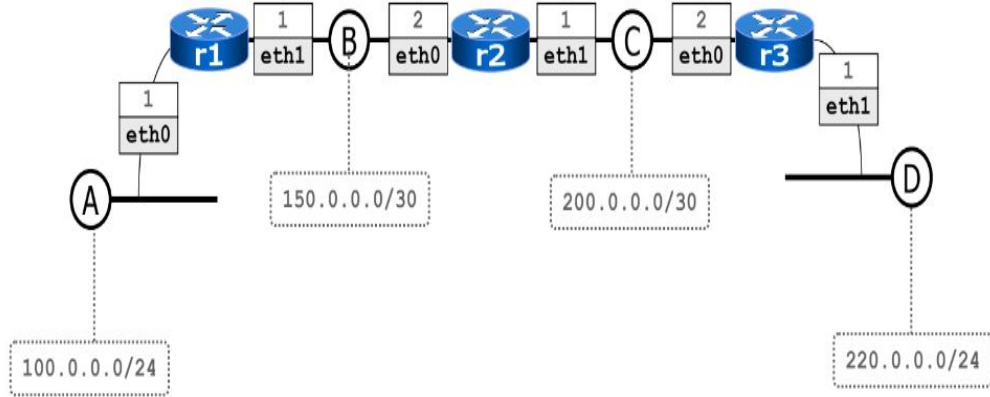 1
eth0
r1
1
eth1
B
2
eth0
r2
1
eth1
C
2
eth0
r3
1
eth1
A
D
150.0.0.0/30
200.0.0.0/30
100.0.0.0/24
220.0.0.0/24